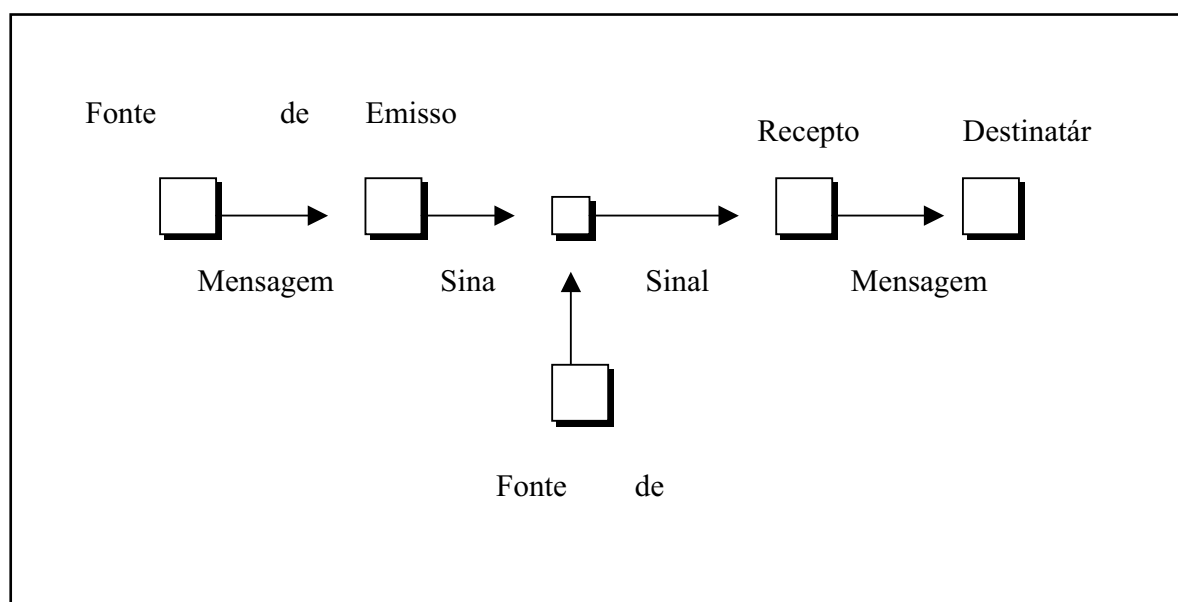 Fonte de Emisso
Recepto Destinatár
Mensagem Sina Sinal Mensagem
Fonte de